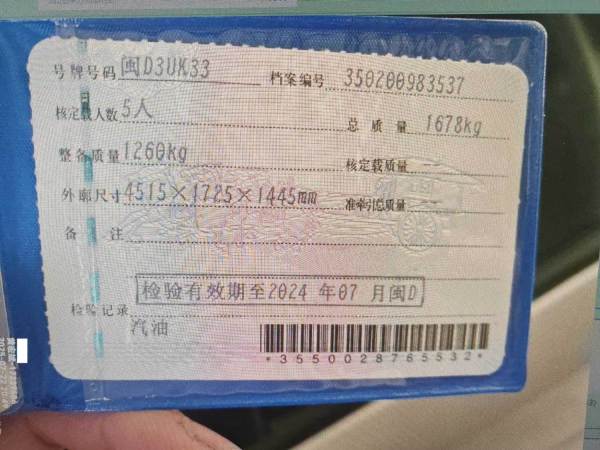 号牌号码 闽D3UK33 档案编号 350200983537
核定载人数 5人 总质量 1678kg
整备质量 1260kg 核定载质量 --
外廓尺寸 4515×1725×1445mm 准牵引总质量 --
备注
检验有效期至2024年07月闽D
检验记录
汽油
*3550028765532*